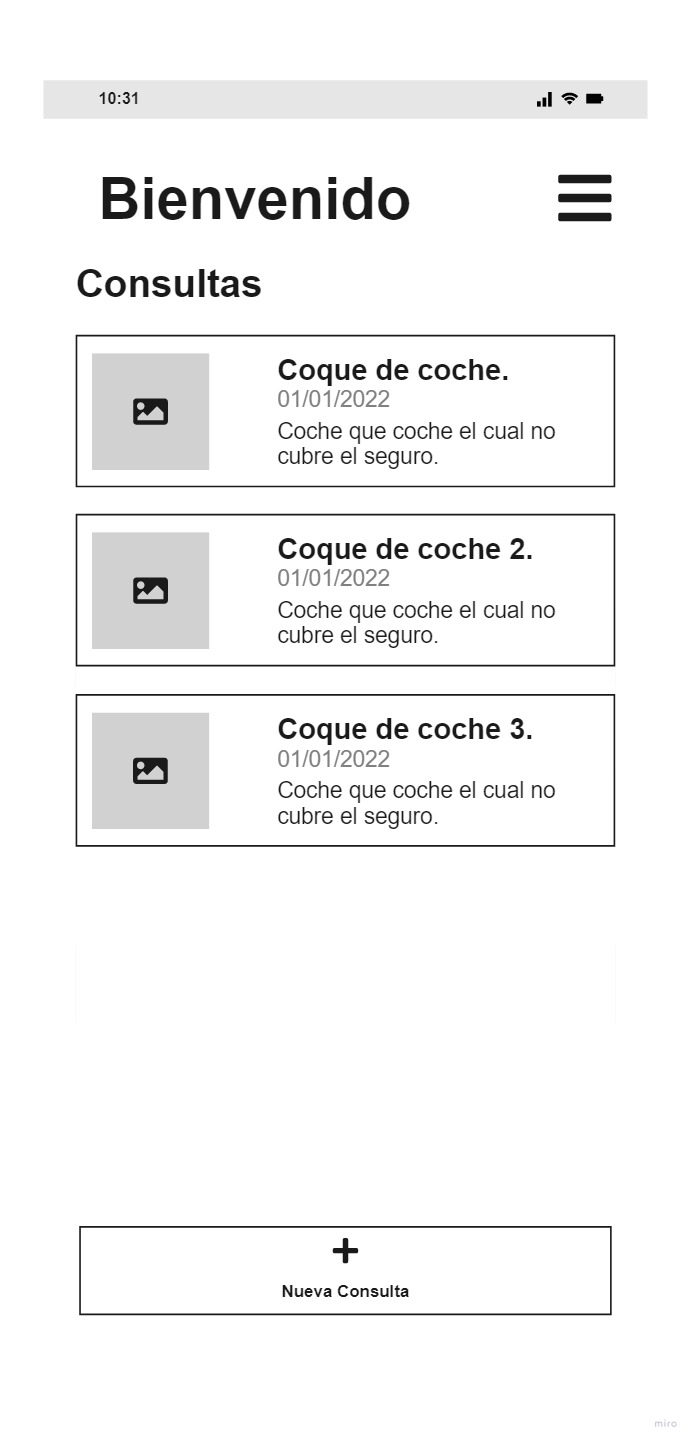 10:31
Bienvenido
Consultas
Coque de coche.
01/01/2022
Coche que coche el cual no
cubre el seguro.
Coque de coche 2.
01/01/2022
Coche que coche el cual no
cubre el seguro.
Coque de coche 3.
01/01/2022
Coche que coche el cual no
cubre el seguro.
Nueva Consulta
miro